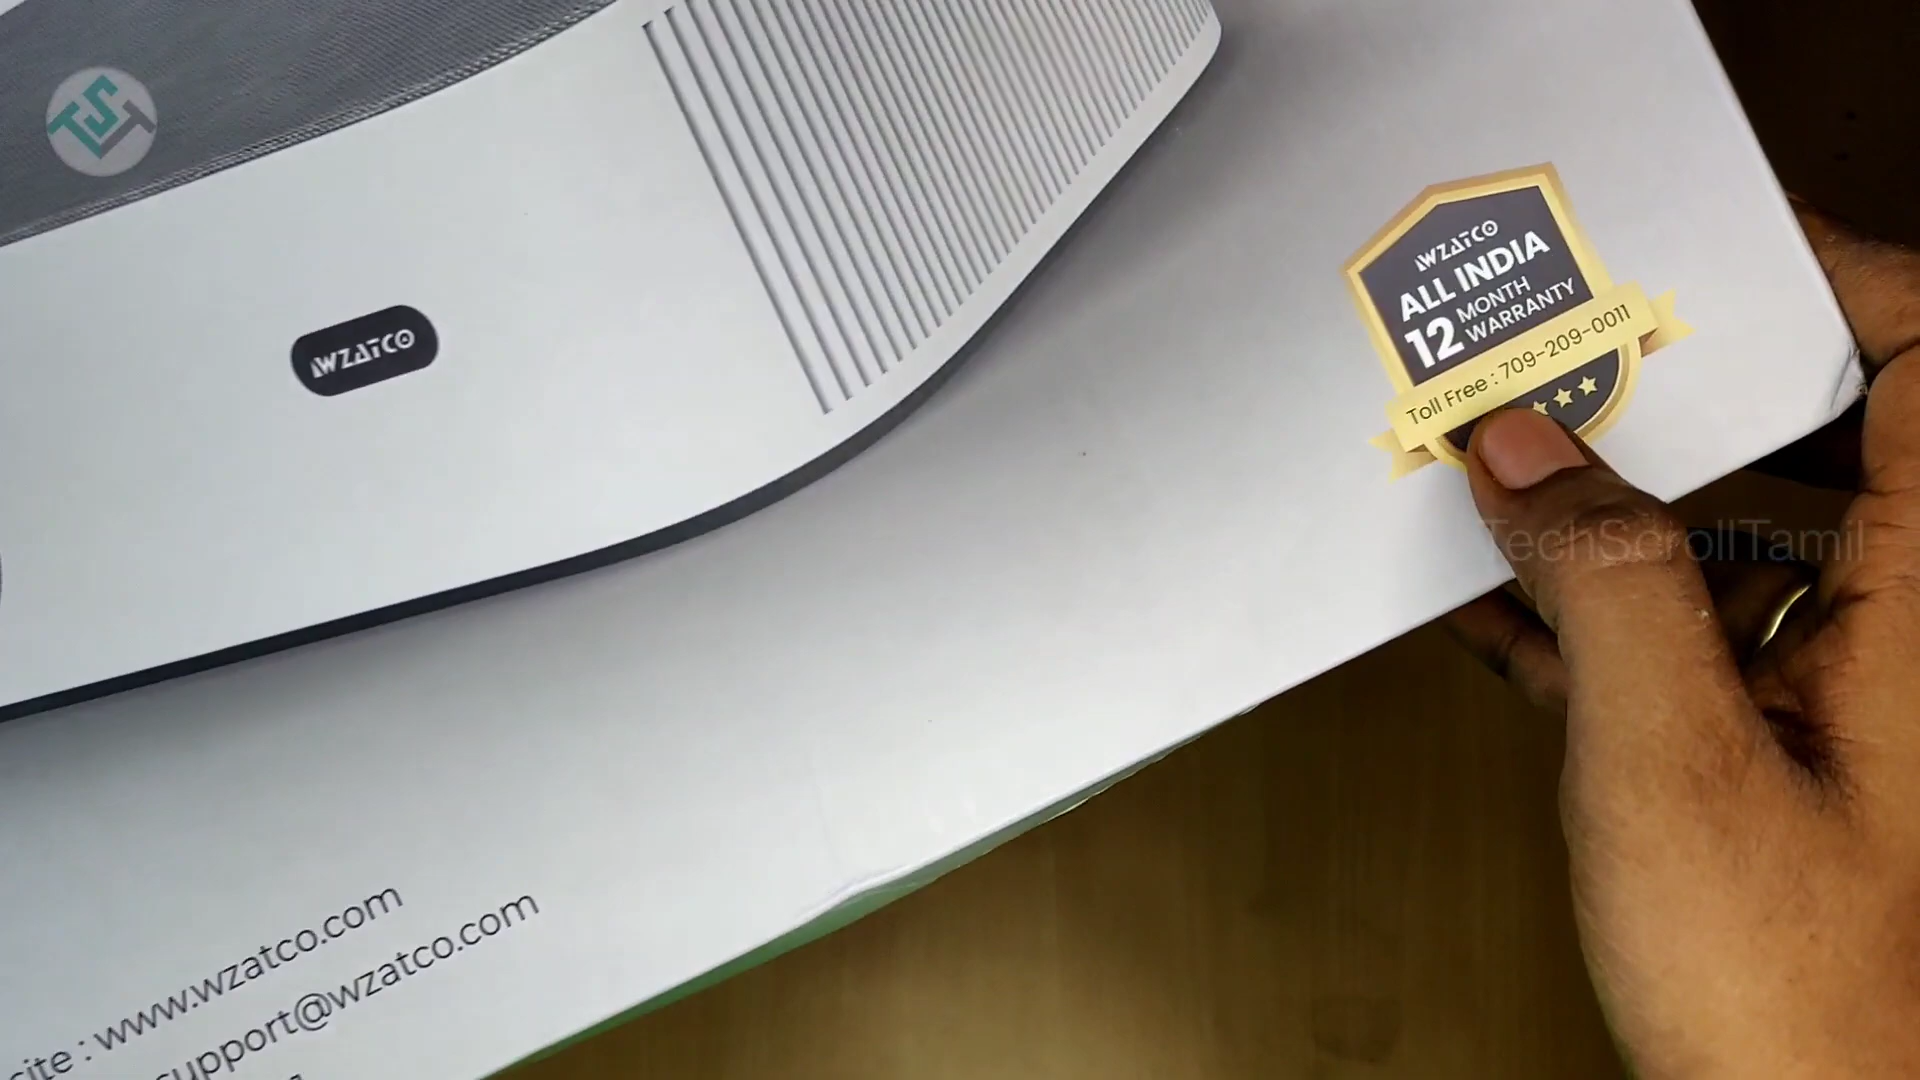 WZATCO
WZATCO
ALL INDIA
12 MONTH
WARRANTY
Toll Free : 709-209-0011
TechScrollTamil
: www.wzatco.com
support@wzatco.com